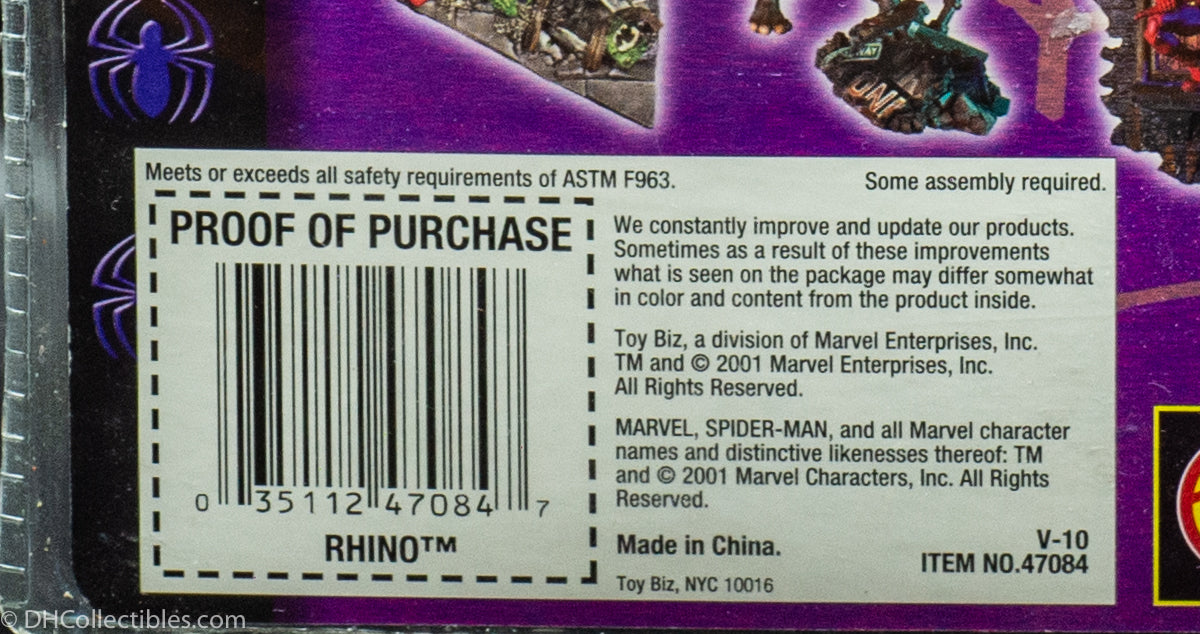 Meets or exceeds all safety requirements of ASTM F963.
Some assembly required.
PROOF OF PURCHASE
0 35112 47084 7
RHINO™
We constantly improve and update our products.
Sometimes as a result of these improvements
what is seen on the package may differ somewhat
in color and content from the product inside.
Toy Biz, a division of Marvel Enterprises, Inc.
TM and © 2001 Marvel Enterprises, Inc.
All Rights Reserved.
MARVEL, SPIDER-MAN, and all Marvel character
names and distinctive likenesses thereof: TM
and © 2001 Marvel Characters, Inc. All Rights
Reserved.
Made in China.
V-10
ITEM NO.47084
Toy Biz, NYC 10016
© DHCollectibles.com